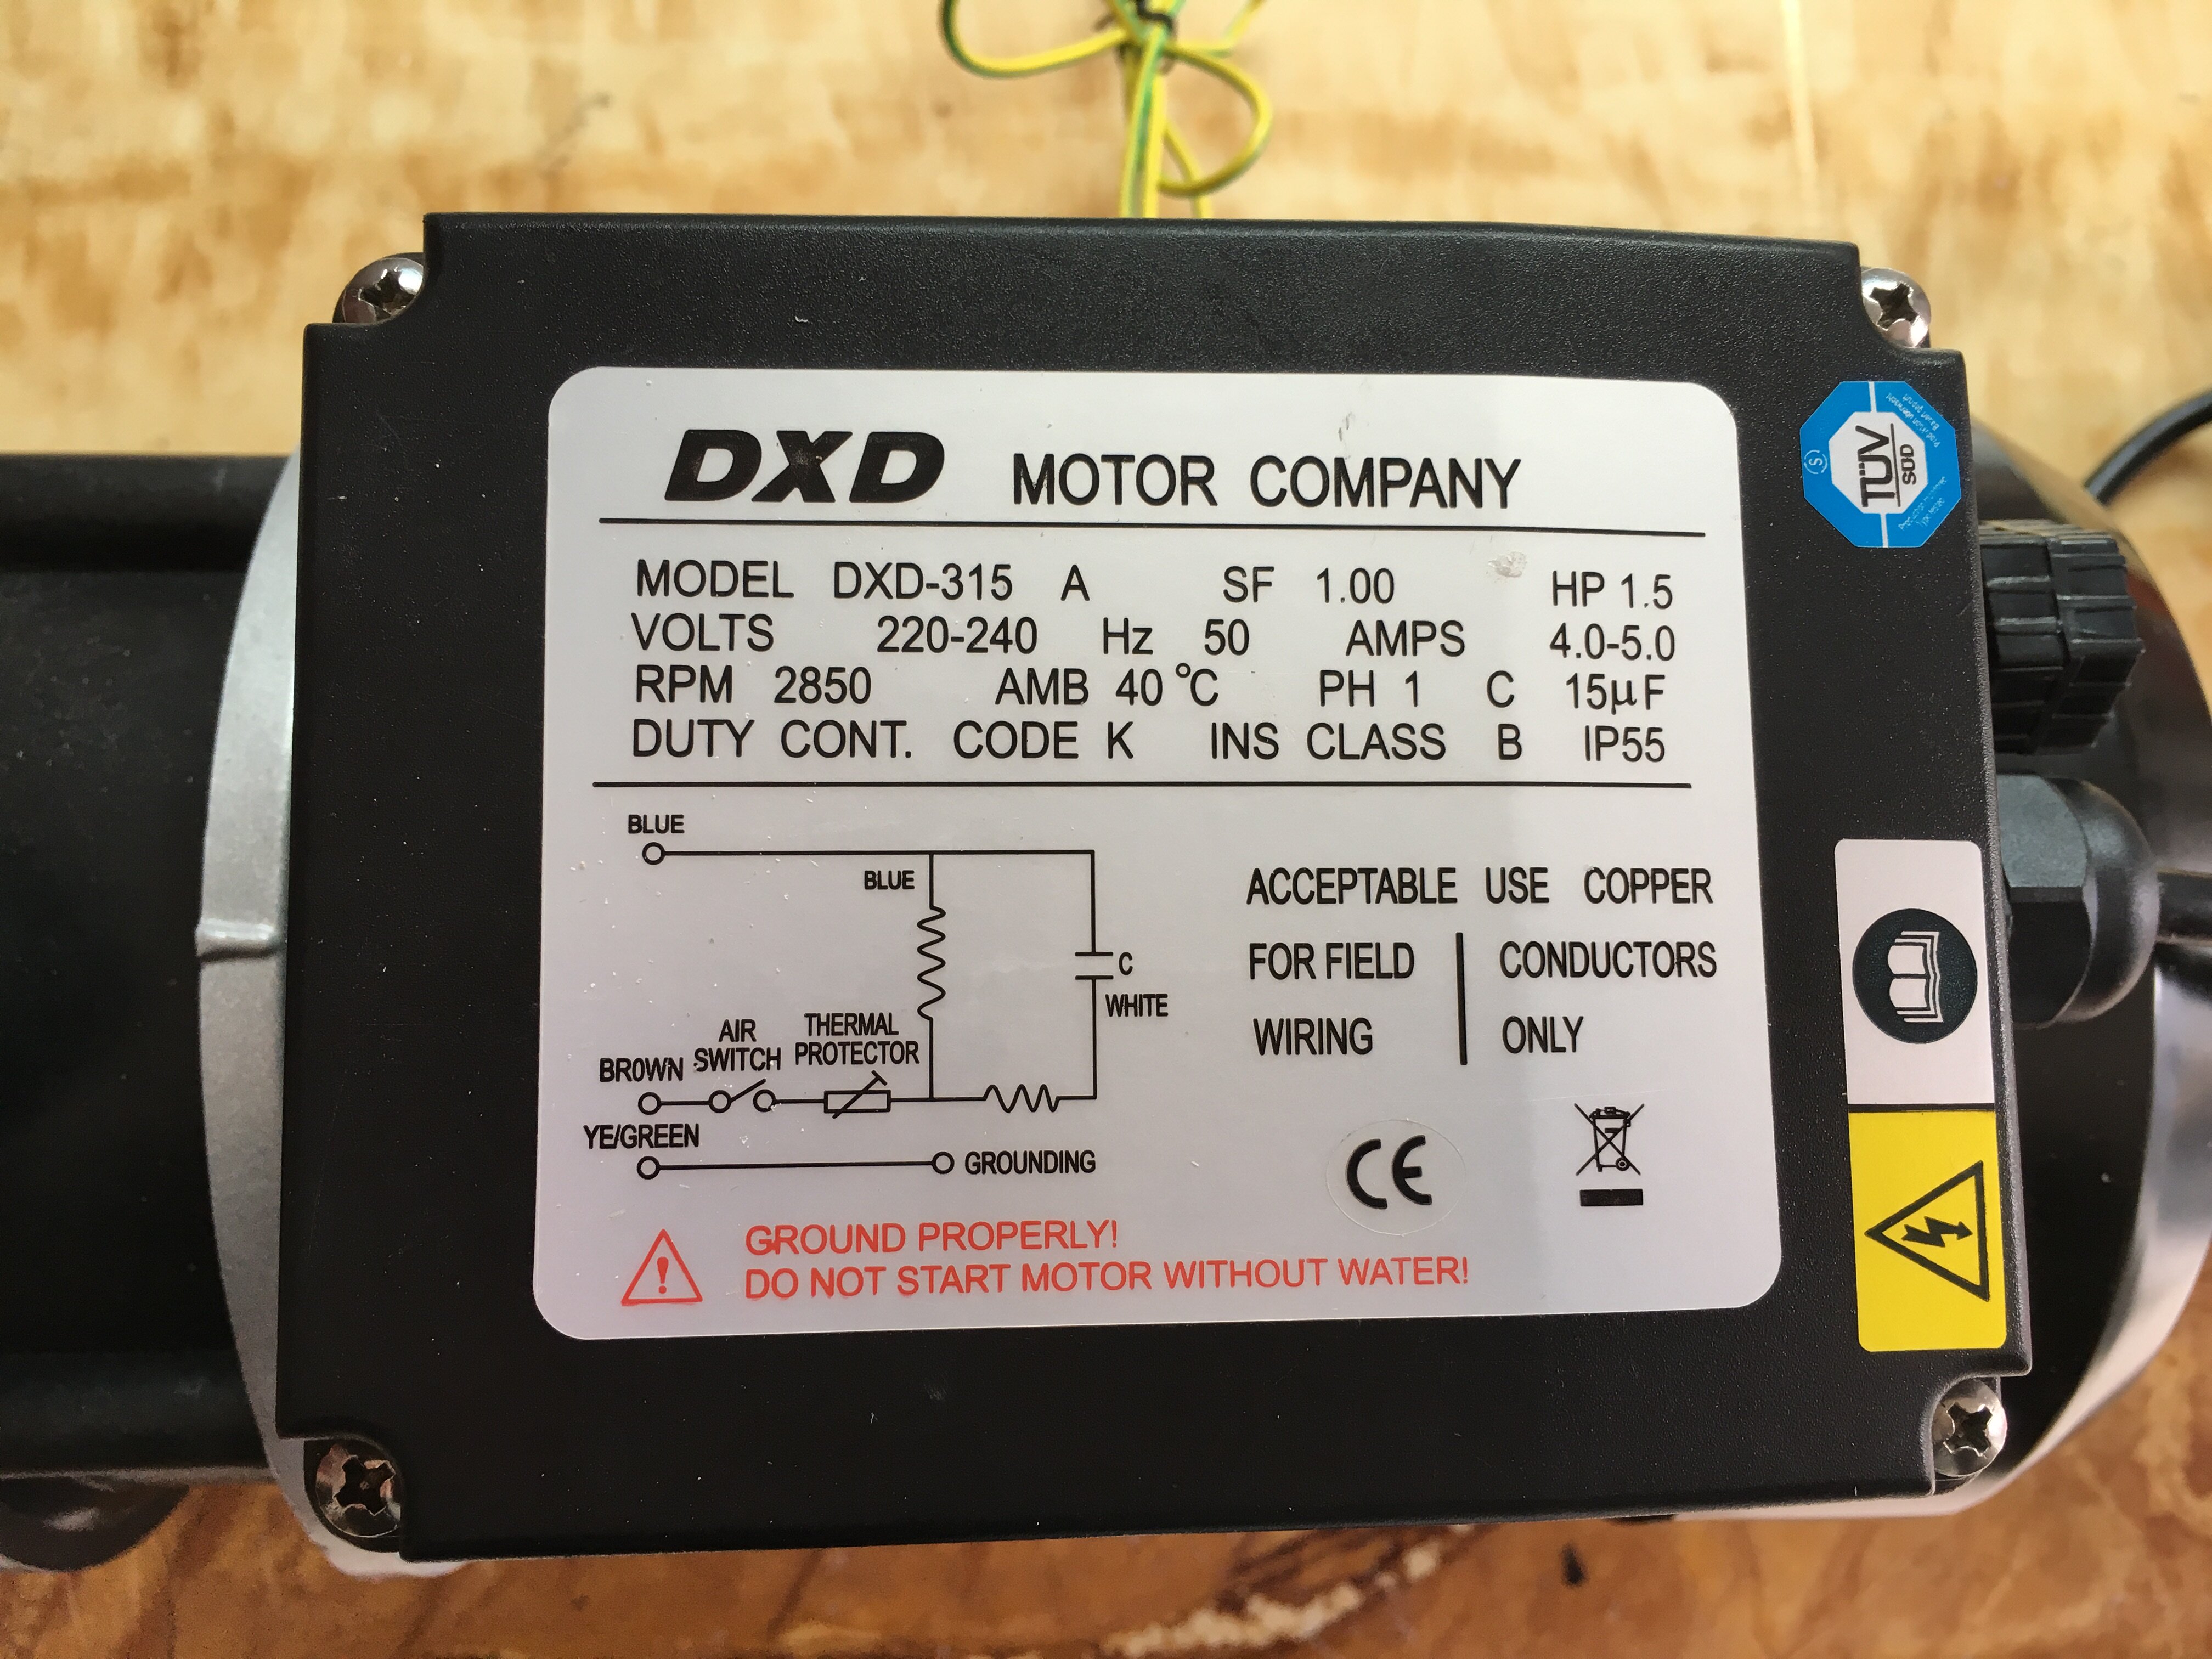 DXD MOTOR COMPANY
MODEL DXD-315 A SF 1.00 HP 1.5
VOLTS 220-240 Hz 50 AMPS 4.0-5.0
RPM 2850 AMB 40 °C PH 1 C 15µF
DUTY CONT. CODE K INS CLASS B IP55
BLUE
BLUE
C
WHITE
AIR
SWITCH
THERMAL
PROTECTOR
BROWN
YE/GREEN
GROUNDING
ACCEPTABLE USE COPPER
FOR FIELD CONDUCTORS
WIRING ONLY
CE
GROUND PROPERLY!
DO NOT START MOTOR WITHOUT WATER!
TÜV
SÜD